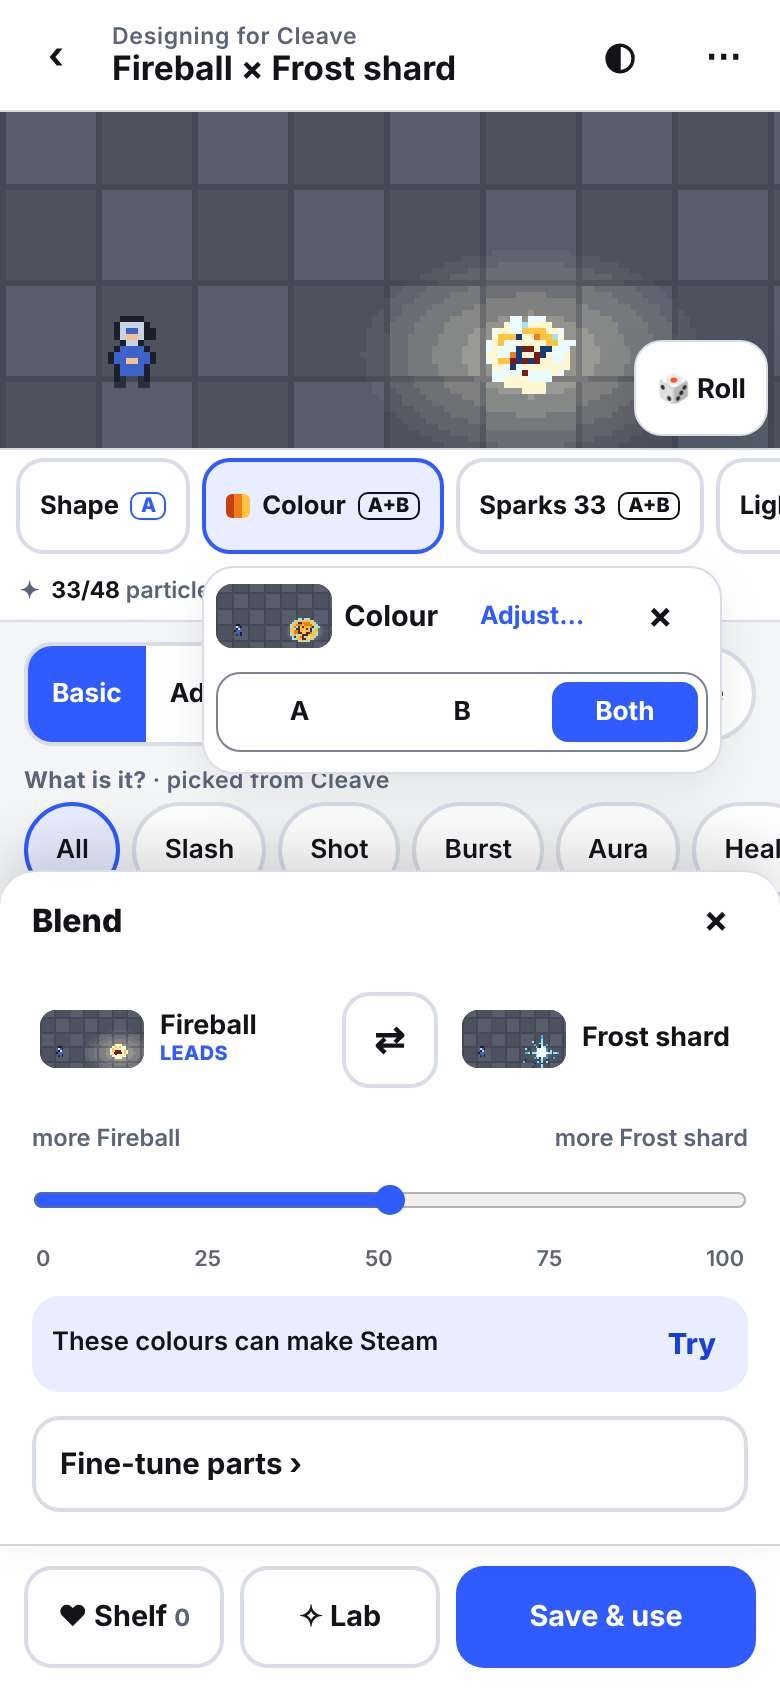 Designing for Cleave
Fireball × Frost shard
Roll
Shape A
Colour A+B
Sparks 33 A+B
33/48
Colour
Adjust...
A
B
Both
Basic
What is it? · picked from Cleave
All
Slash
Shot
Burst
Aura
Blend
Fireball
LEADS
Frost shard
more Fireball
more Frost shard
0
25
50
75
100
These colours can make Steam
Try
Fine-tune parts ›
Shelf 0
Lab
Save & use